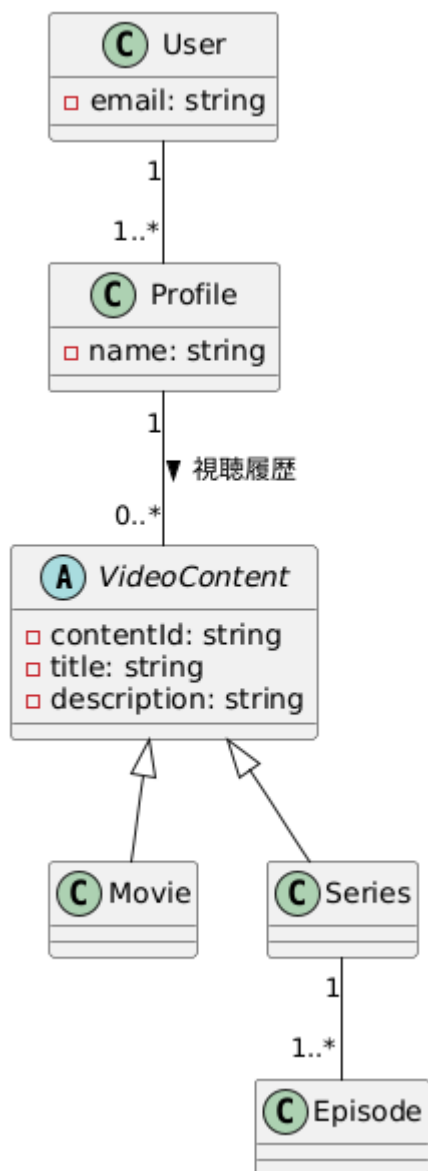 C User
email: string
1
1..*
C Profile
name: string
1
視聴履歴
0..*
A VideoContent
contentId: string
title: string
description: string
C Movie
C Series
1
1..*
C Episode